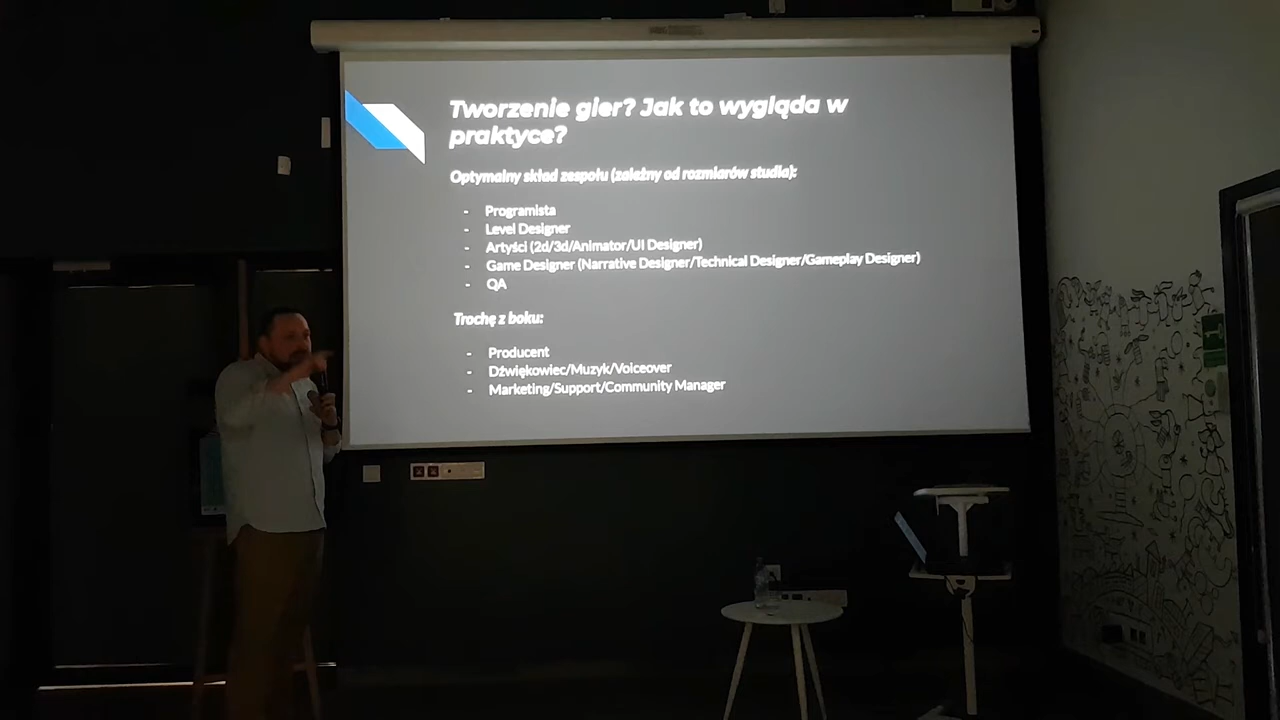 Tworzenie gier? Jak to wygląda w
praktyce?
Optymalny skład zespołu (zależny od rozmiarów studia):
- Programista
- Level Designer
- Artyści (2d/3d/Animator/UI Designer)
- Game Designer (Narrative Designer/Technical Designer/Gameplay Designer)
- QA
Trochę z boku:
- Producent
- Dźwiękowiec/Muzyk/Voiceover
- Marketing/Support/Community Manager